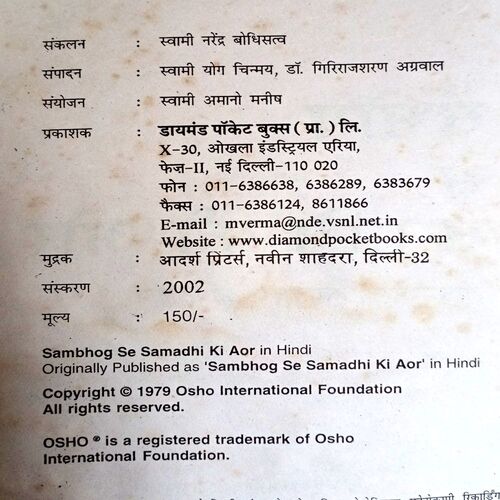 संकलन : स्वामी नरेंद्र बोधिसत्व
संपादन : स्वामी योग चिन्मय, डॉ. गिरिराजशरण अग्रवाल
संयोजन : स्वामी अमानो मनीष
प्रकाशक : डायमंड पॉकेट बुक्स ( प्रा. ) लि.
X-30, ओखला इंडस्ट्रियल एरिया,
फेज़-II, नई दिल्ली-110 020
फोन : 011-6386638, 6386289, 6383679
फैक्स : 011-6386124, 8611866
E-mail : mverma@nde.vsnl.net.in
Website : www.diamondpocketbooks.com
मुद्रक : आदर्श प्रिंटर्स, नवीन शाहदरा, दिल्ली-32
संस्करण : 2002
मूल्य : 150/-
Sambhog Se Samadhi Ki Aor in Hindi
Originally Published as 'Sambhog Se Samadhi Ki Aor' in Hindi
Copyright © 1979 Osho International Foundation
All rights reserved.
OSHO ® is a registered trademark of Osho
International Foundation.
रिकार्डिंग